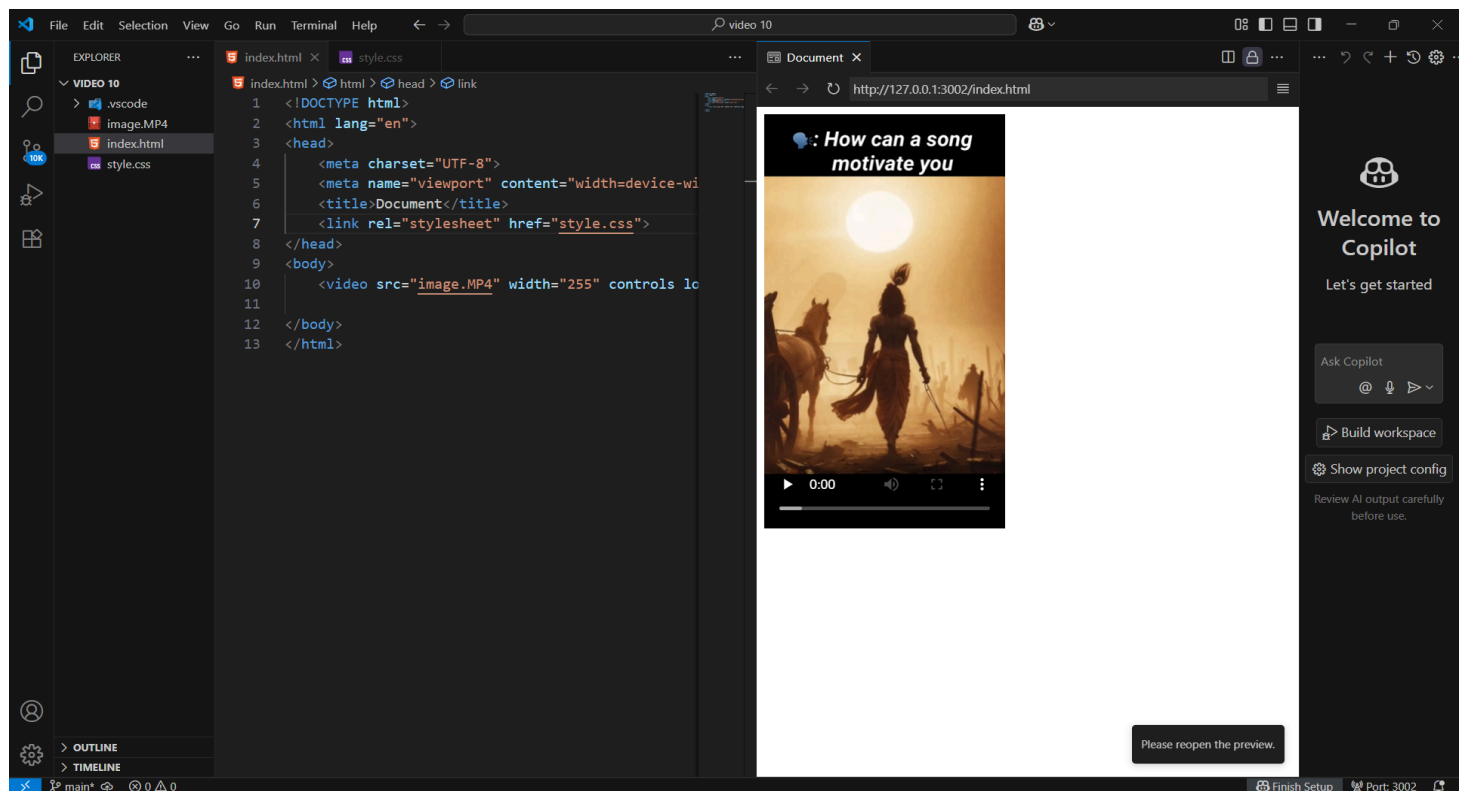 File Edit Selection View Go Run Terminal Help
video 10
EXPLORER
VIDEO 10
.vscode
image.MP4
index.html
style.css
10K
OUTLINE
TIMELINE
index.html
style.css
index.html > html > head > link
1 <!DOCTYPE html>
2 <html lang="en">
3 <head>
4 <meta charset="UTF-8">
5 <meta name="viewport" content="width=device-wi
6 <title>Document</title>
7 <link rel="stylesheet" href="style.css">
8 </head>
9 <body>
10 <video src="image.MP4" width="255" controls lo
11
12 </body>
13 </html>
Document
http://127.0.0.1:3002/index.html
🗣: How can a song
motivate you
0:00
Please reopen the preview.
Welcome to
Copilot
Let's get started
Ask Copilot
Build workspace
Show project config
Review AI output carefully
before use.
main* 0 0
Finish Setup Port: 3002